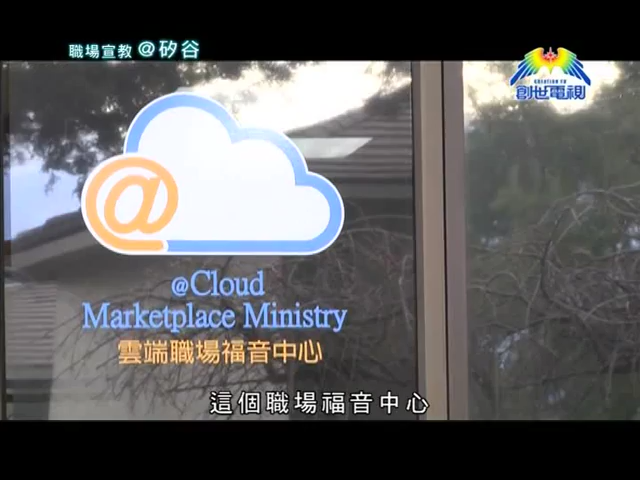 職場宣教 @矽谷
CREATION TV
創世電視
@
@Cloud
Marketplace Ministry
雲端職場福音中心
這個職場福音中心